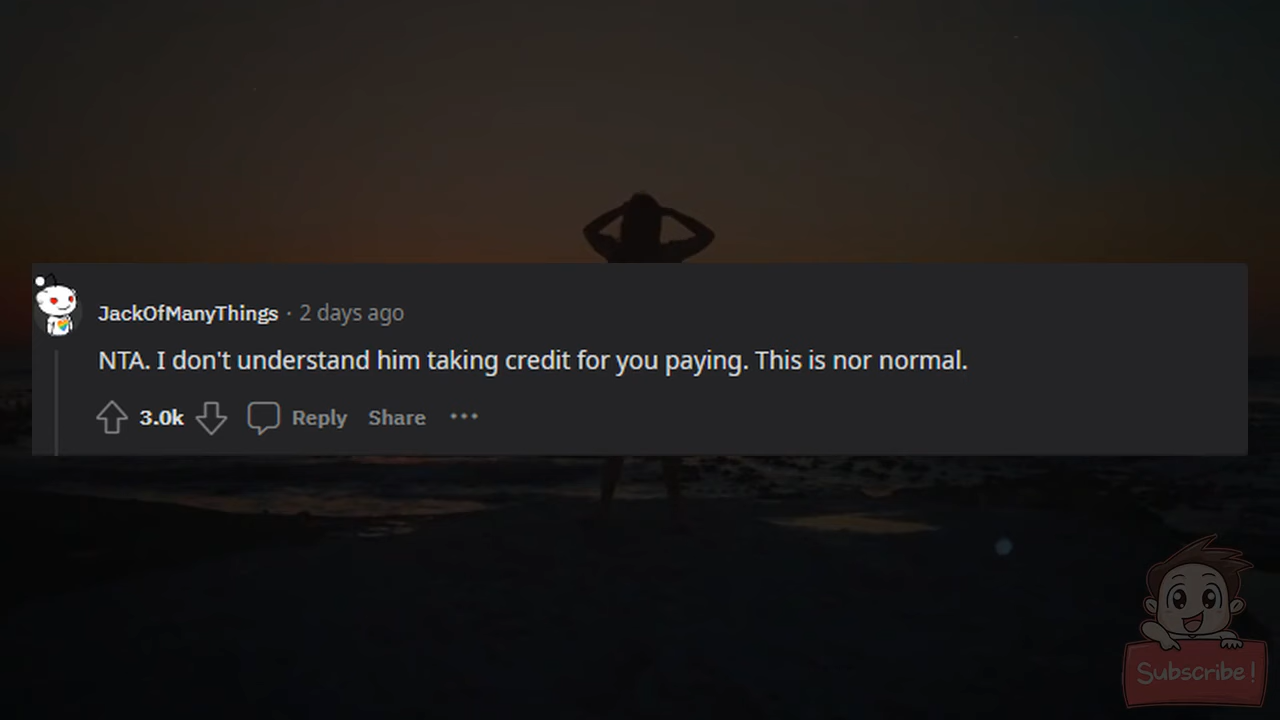 JackOfManyThings · 2 days ago
NTA. I don't understand him taking credit for you paying. This is nor normal.
3.0k Reply Share ···
Subscribe!